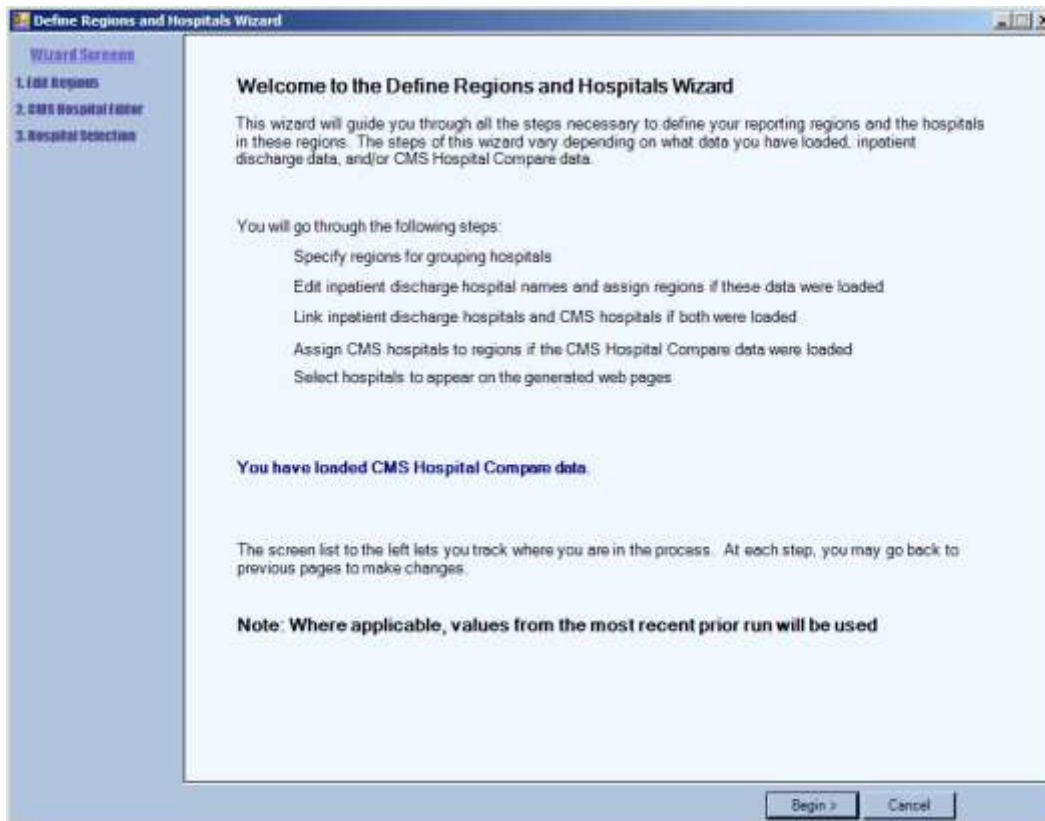 Define Regions and Hospitals Wizard
Wizard Screens
1. Edit Regions
2. CMS Hospital Editor
3. Hospital Selection
Welcome to the Define Regions and Hospitals Wizard
This wizard will guide you through all the steps necessary to define your reporting regions and the hospitals
in these regions. The steps of this wizard vary depending on what data you have loaded, inpatient
discharge data, and/or CMS Hospital Compare data.
You will go through the following steps:
Specify regions for grouping hospitals
Edit inpatient discharge hospital names and assign regions if these data were loaded
Link inpatient discharge hospitals and CMS hospitals if both were loaded
Assign CMS hospitals to regions if the CMS Hospital Compare data were loaded
Select hospitals to appear on the generated web pages
You have loaded CMS Hospital Compare data.
The screen list to the left lets you track where you are in the process. At each step, you may go back to
previous pages to make changes.
Note: Where applicable, values from the most recent prior run will be used
Begin >
Cancel